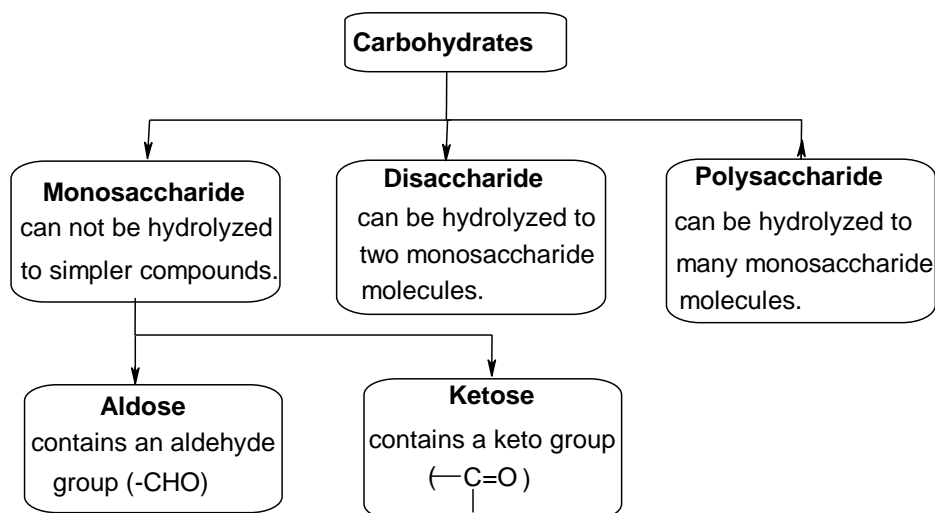 Carbohydrates
Monosaccharide
can not be hydrolyzed
to simpler compounds.
Disaccharide
can be hydrolyzed to
two monosaccharide
molecules.
Polysaccharide
can be hydrolyzed to
many monosaccharide
molecules.
Aldose
contains an aldehyde
group (-CHO)
Ketose
contains a keto group
(—C=O)